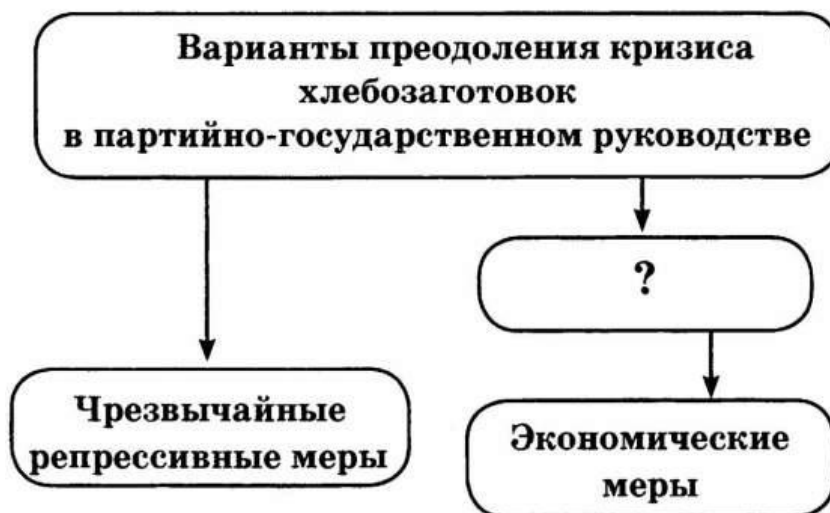 Варианты преодоления кризиса
хлебозаготовок
в партийно-государственном руководстве
?
Чрезвычайные
репрессивные меры
Экономические
меры